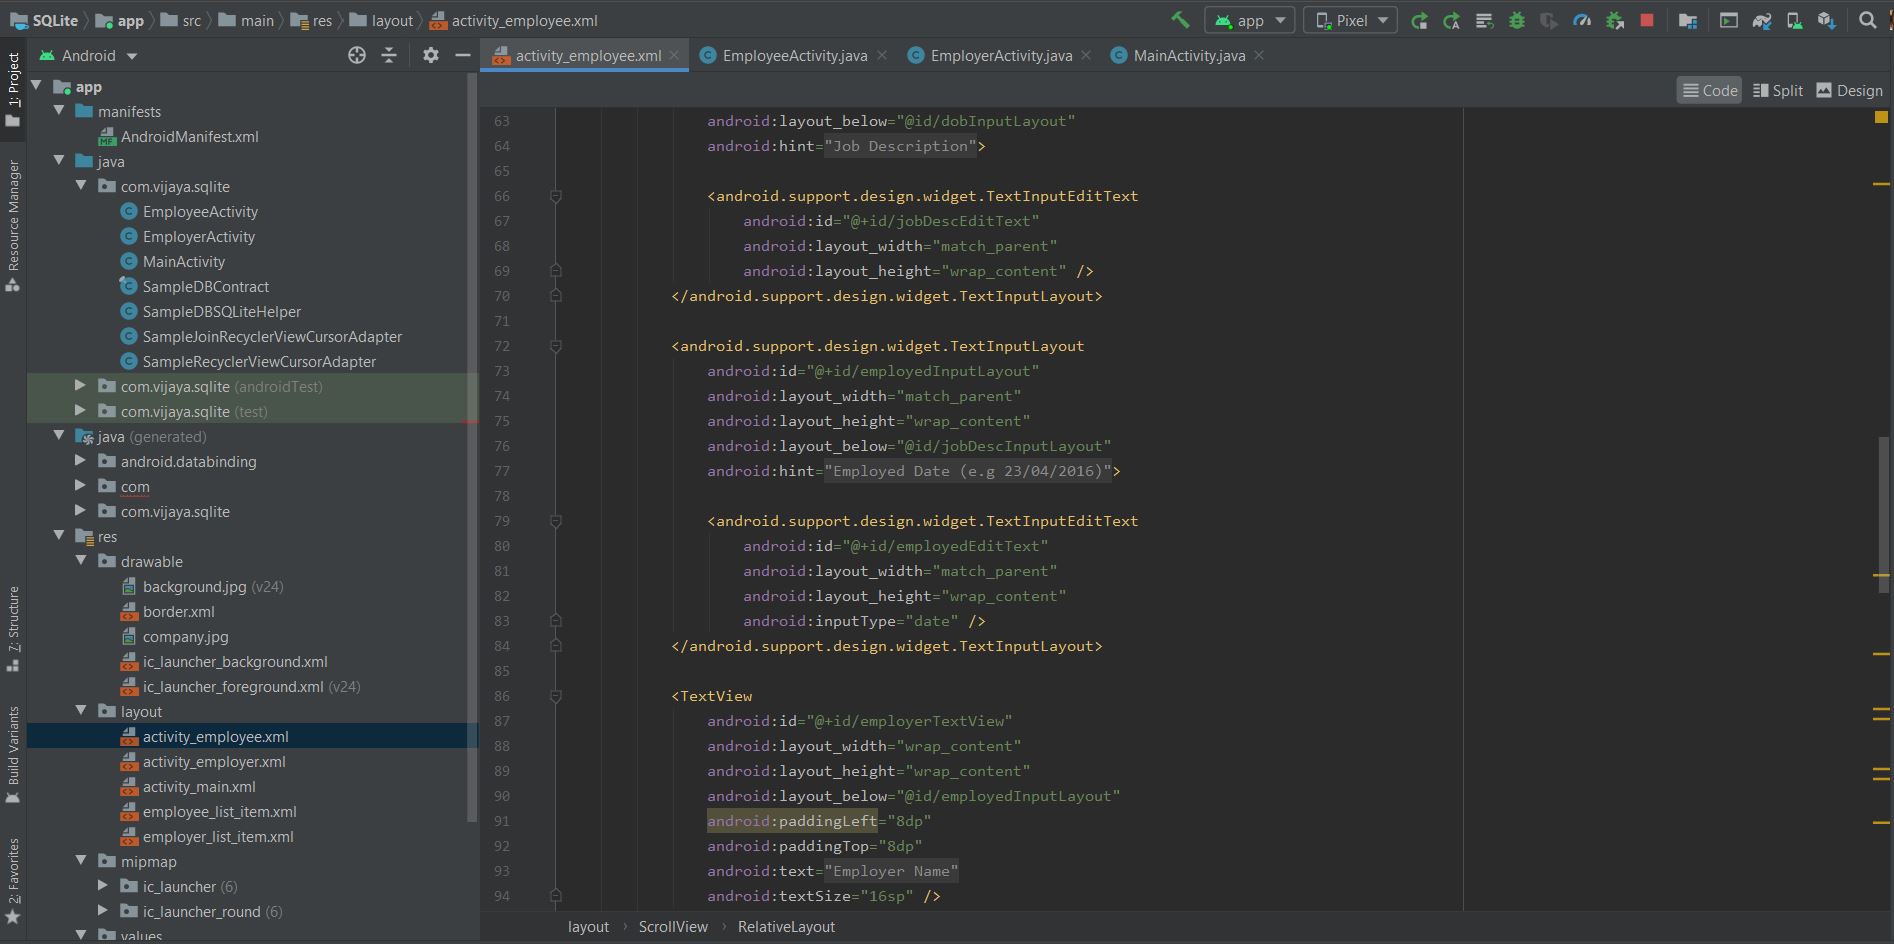 SQLite app src main res layout activity_employee.xml
app Pixel
1: Project
Resource Manager
7: Structure
Build Variants
2: Favorites
Android
app
manifests
AndroidManifest.xml
java
com.vijaya.sqlite
EmployeeActivity
EmployerActivity
MainActivity
SampleDBContract
SampleDBSQLiteHelper
SampleJoinRecyclerViewCursorAdapter
SampleRecyclerViewCursorAdapter
com.vijaya.sqlite (androidTest)
com.vijaya.sqlite (test)
java (generated)
android.databinding
com
com.vijaya.sqlite
res
drawable
background.jpg (v24)
border.xml
company.jpg
ic_launcher_background.xml
ic_launcher_foreground.xml (v24)
layout
activity_employee.xml
activity_employer.xml
activity_main.xml
employee_list_item.xml
employer_list_item.xml
mipmap
ic_launcher (6)
ic_launcher_round (6)
values
activity_employee.xml EmployeeActivity.java EmployerActivity.java MainActivity.java
Code Split Design
63 android:layout_below="@id/dobInputLayout"
64 android:hint="Job Description">
65
66 <android.support.design.widget.TextInputEditText
67 android:id="@+id/jobDescEditText"
68 android:layout_width="match_parent"
69 android:layout_height="wrap_content" />
70 </android.support.design.widget.TextInputLayout>
71
72 <android.support.design.widget.TextInputLayout
73 android:id="@+id/employedInputLayout"
74 android:layout_width="match_parent"
75 android:layout_height="wrap_content"
76 android:layout_below="@id/jobDescInputLayout"
77 android:hint="Employed Date (e.g 23/04/2016)">
78
79 <android.support.design.widget.TextInputEditText
80 android:id="@+id/employedEditText"
81 android:layout_width="match_parent"
82 android:layout_height="wrap_content"
83 android:inputType="date" />
84 </android.support.design.widget.TextInputLayout>
85
86 <TextView
87 android:id="@+id/employerTextView"
88 android:layout_width="wrap_content"
89 android:layout_height="wrap_content"
90 android:layout_below="@id/employedInputLayout"
91 android:paddingLeft="8dp"
92 android:paddingTop="8dp"
93 android:text="Employer Name"
94 android:textSize="16sp" />
layout ScrollView RelativeLayout